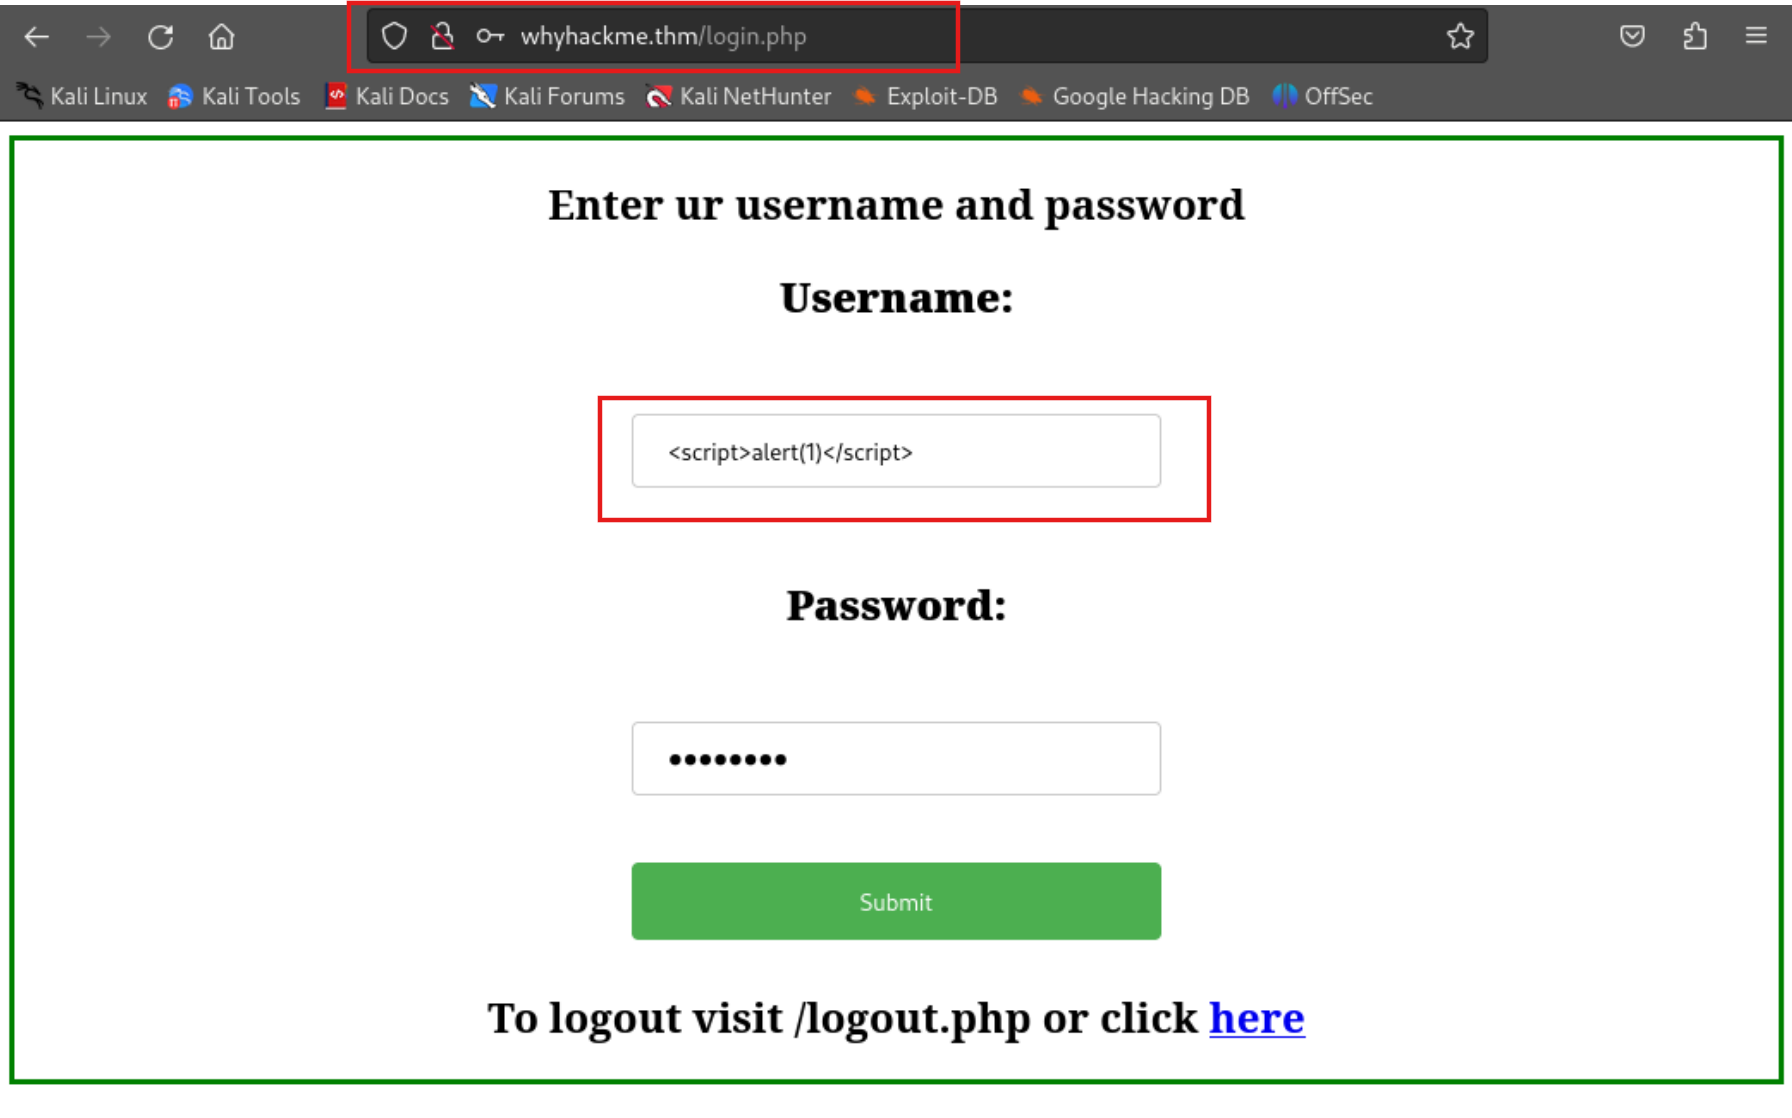 whyhackme.thm/login.php
Kali Linux Kali Tools Kali Docs Kali Forums Kali NetHunter Exploit-DB Google Hacking DB OffSec
Enter ur username and password
Username:
<script>alert(1)</script>
Password:
••••••••
Submit
To logout visit /logout.php or click here